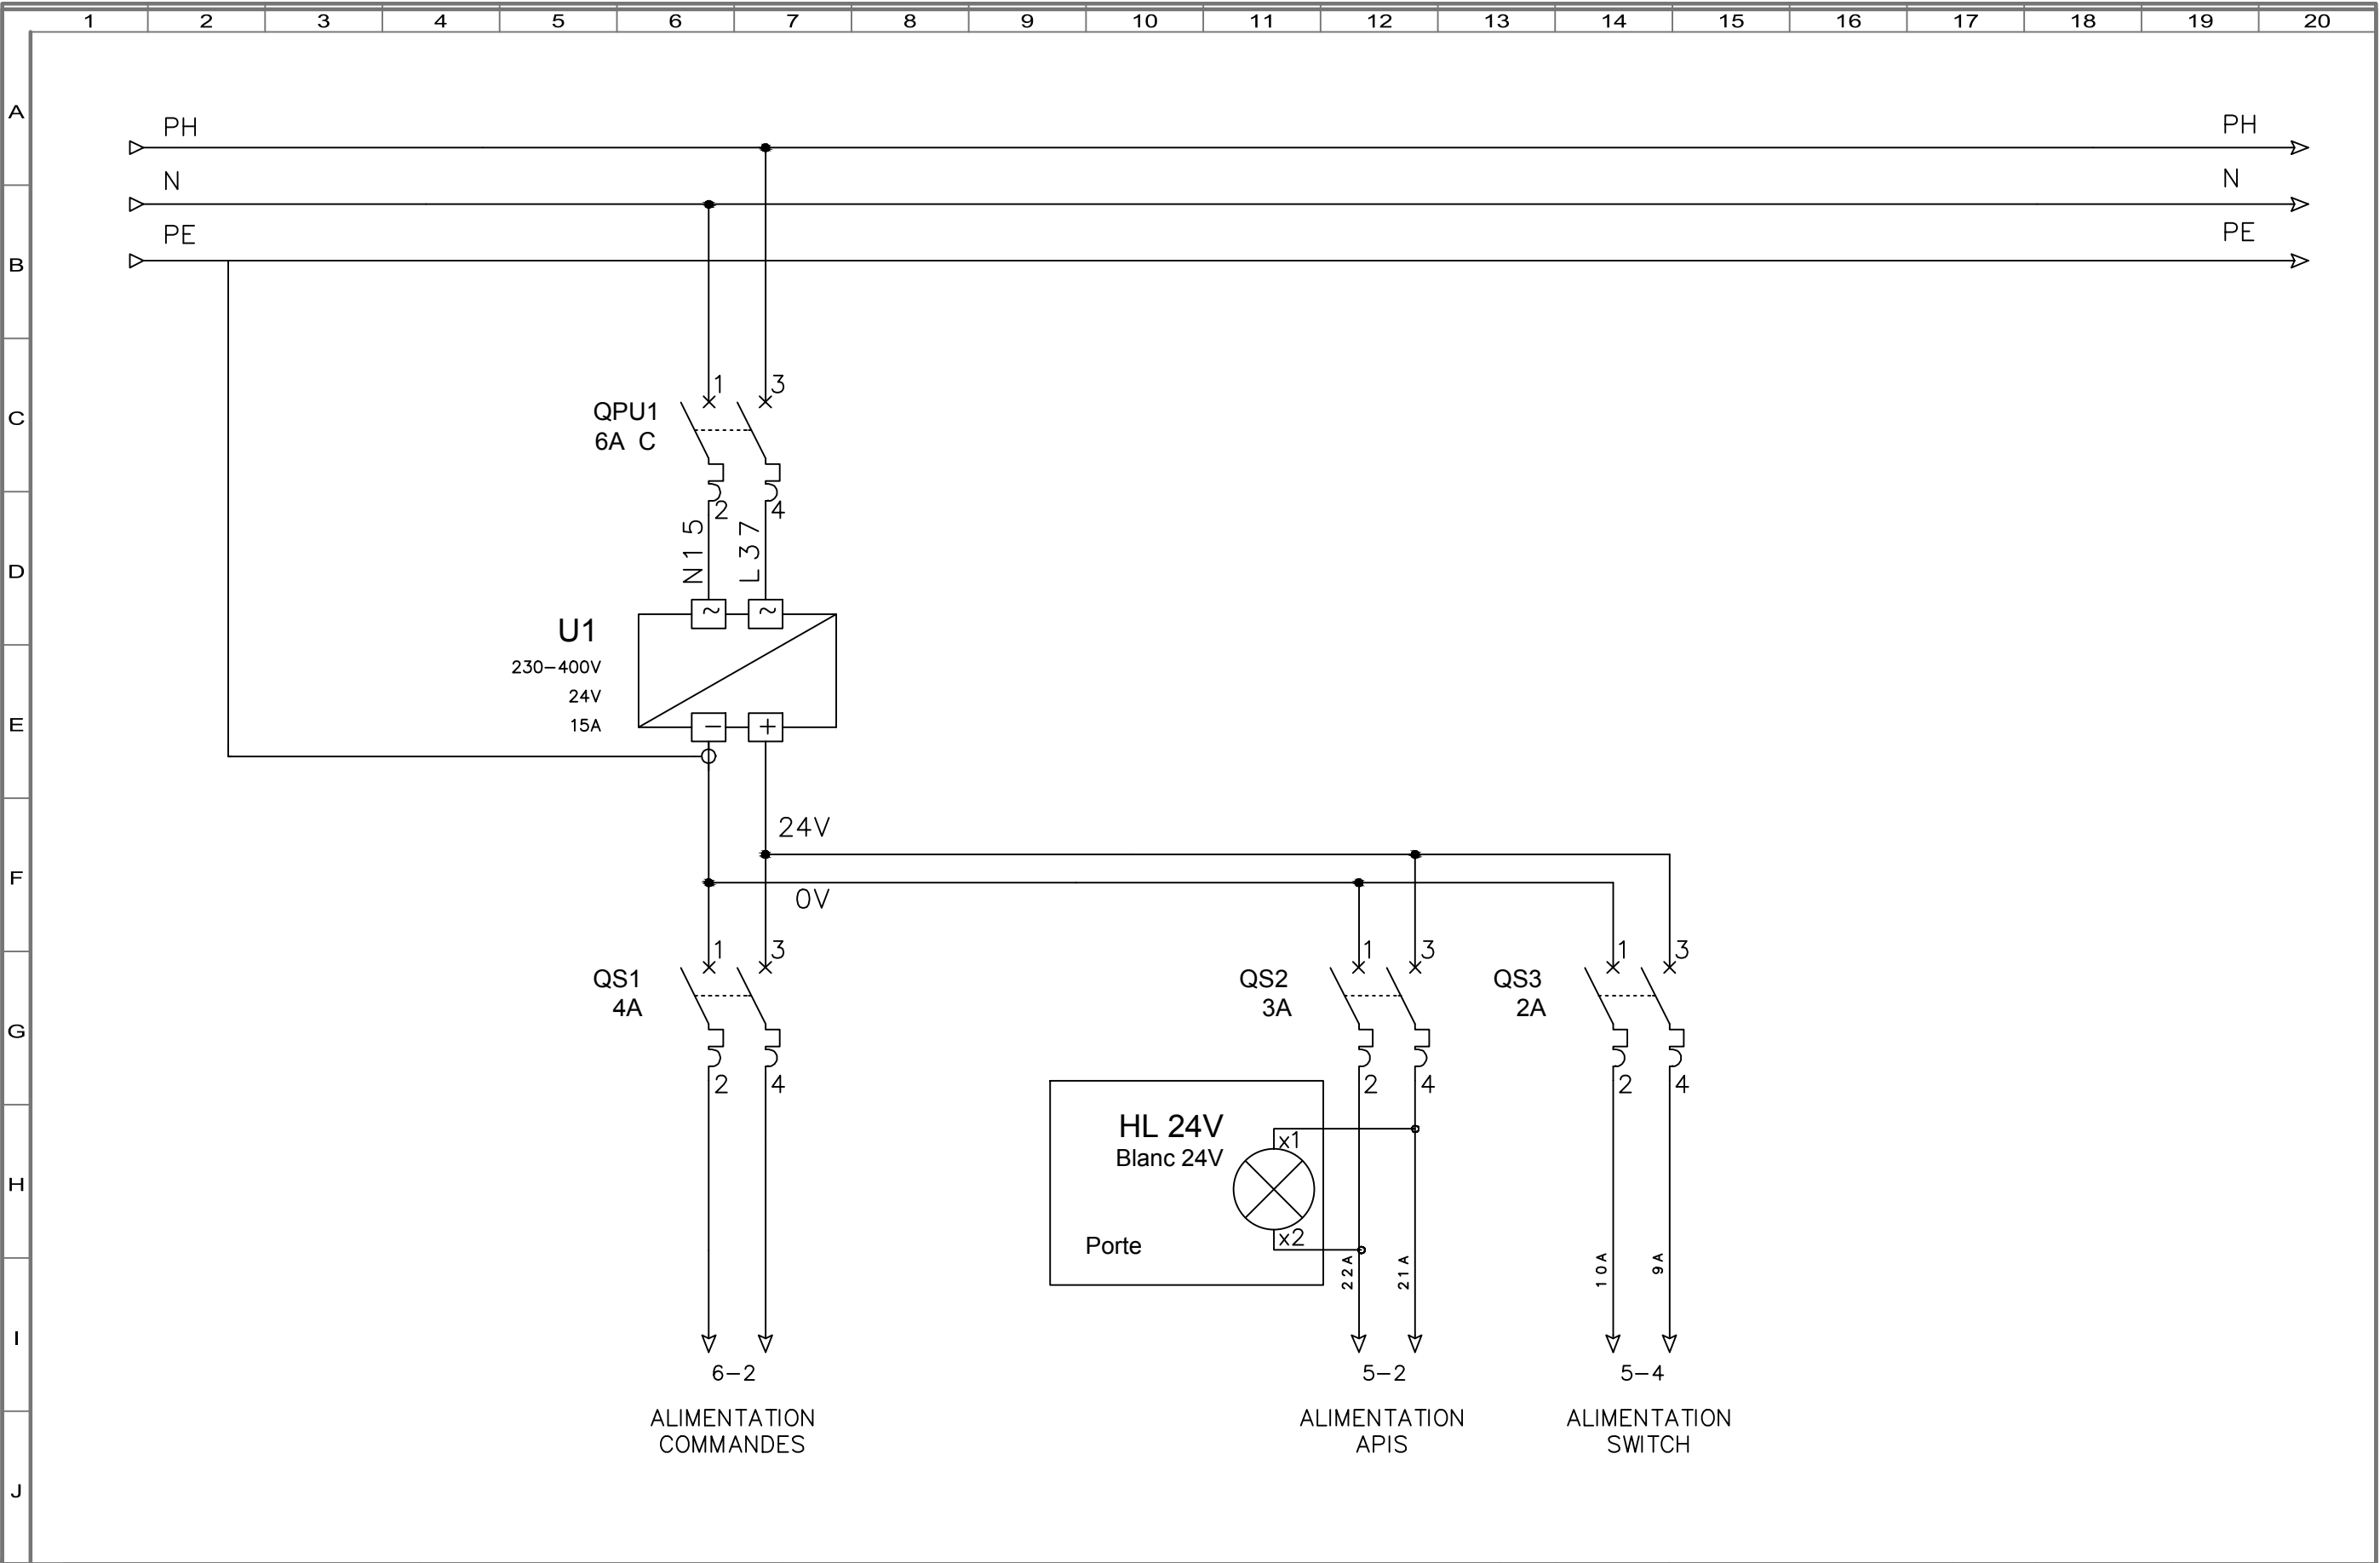 1 2 3 4 5 6 7 8 9 10 11 12 13 14 15 16 17 18 19 20
A
PH PH
N N
PE PE
B
1 3
QPU1
C
6A C
2 4
N15 L37
D
~ ~
U1
230-400V
24V
E
15A
- +
24V
F
0V
1 3 1 3 1 3
QS1 QS2 QS3
4A 3A 2A
G
2 4 2 4 2 4
HL 24V
x1
Blanc 24V
H
x2
Porte
22A 21A 10A 9A
I
6-2 5-2 5-4
ALIMENTATION ALIMENTATION ALIMENTATION
COMMANDES APIS SWITCH
J